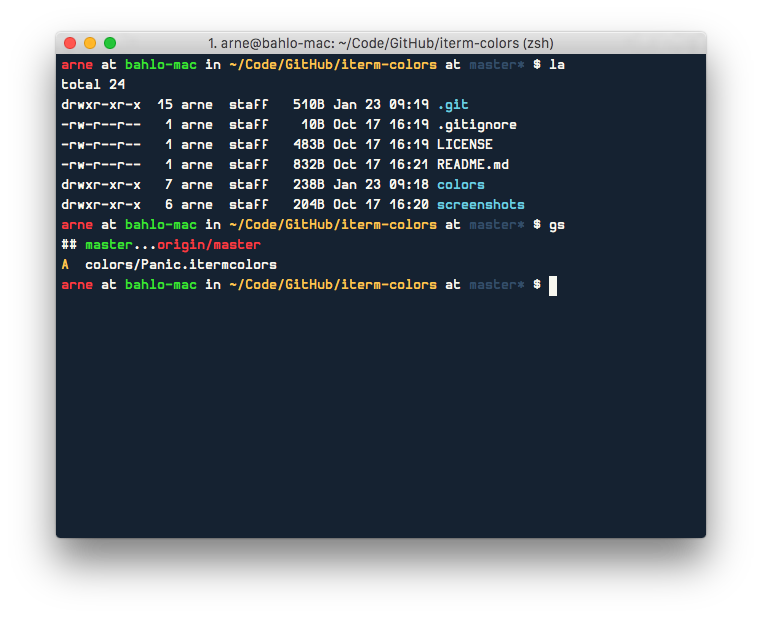 1. arne@bahlo-mac: ~/Code/GitHub/iterm-colors (zsh)
arne at bahlo-mac in ~/Code/GitHub/iterm-colors at master* $ la
total 24
drwxr-xr-x  15 arne  staff   510B Jan 23 09:19 .git
-rw-r--r--   1 arne  staff    10B Oct 17 16:19 .gitignore
-rw-r--r--   1 arne  staff   483B Oct 17 16:19 LICENSE
-rw-r--r--   1 arne  staff   832B Oct 17 16:21 README.md
drwxr-xr-x   7 arne  staff   238B Jan 23 09:18 colors
drwxr-xr-x   6 arne  staff   204B Oct 17 16:20 screenshots
arne at bahlo-mac in ~/Code/GitHub/iterm-colors at master* $ gs
## master...origin/master
A  colors/Panic.itermcolors
arne at bahlo-mac in ~/Code/GitHub/iterm-colors at master* $